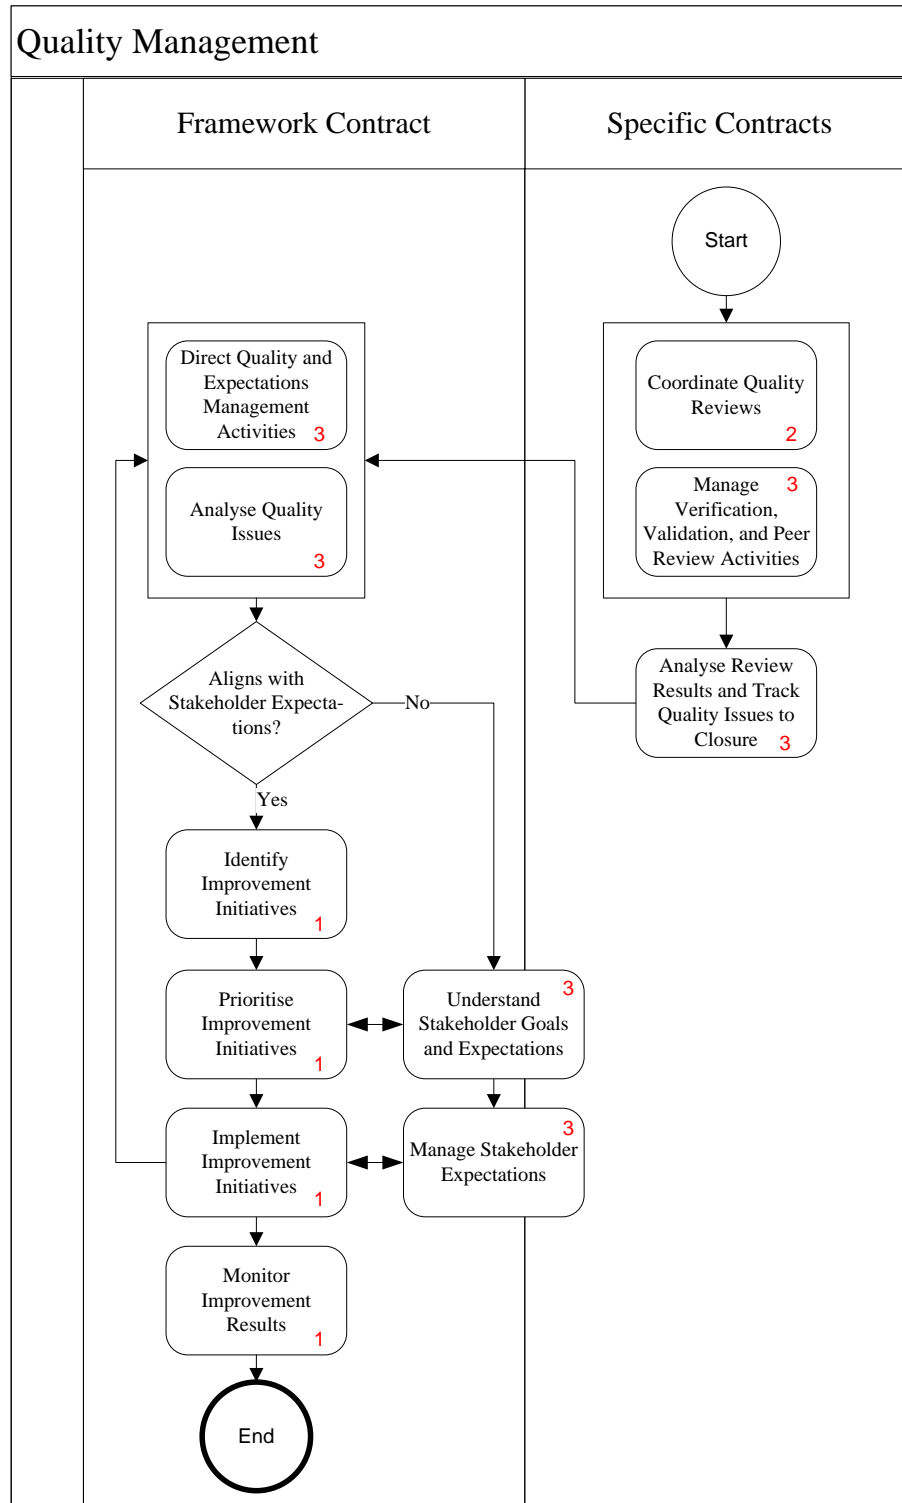 Quality Management
Framework Contract
Specific Contracts
Start
Direct Quality and
Expectations
Management
Activities
3
Analyse Quality
Issues
3
Coordinate Quality
Reviews
2
Manage
3
Verification,
Validation, and Peer
Review Activities
Analyse Review
Results and Track
Quality Issues to
Closure
3
Aligns with
Stakeholder Expecta-
tions?
No
Yes
Identify
Improvement
Initiatives
1
Prioritise
Improvement
Initiatives
1
3
Understand
Stakeholder Goals
and Expectations
Implement
Improvement
Initiatives
1
3
Manage Stakeholder
Expectations
Monitor
Improvement
Results
1
End